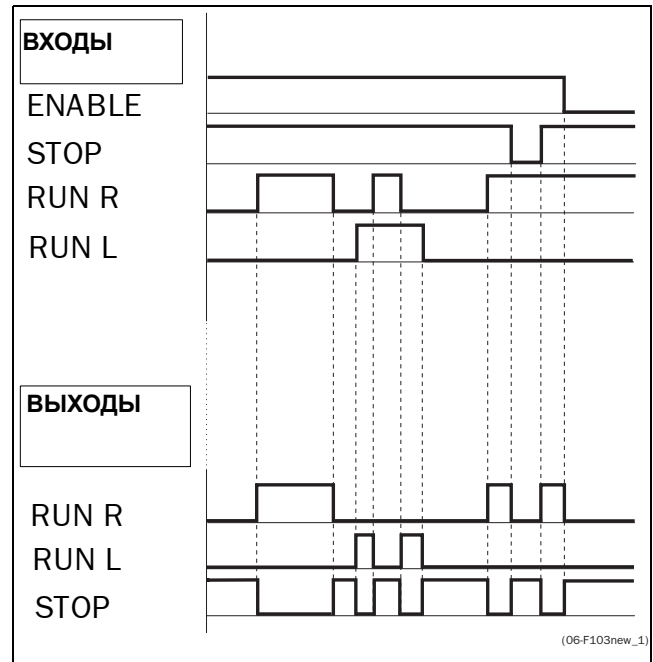 ВХОДЫ
ENABLE
STOP
RUN R
RUN L
ВЫХОДЫ
RUN R
RUN L
STOP
(06-F103new_1)